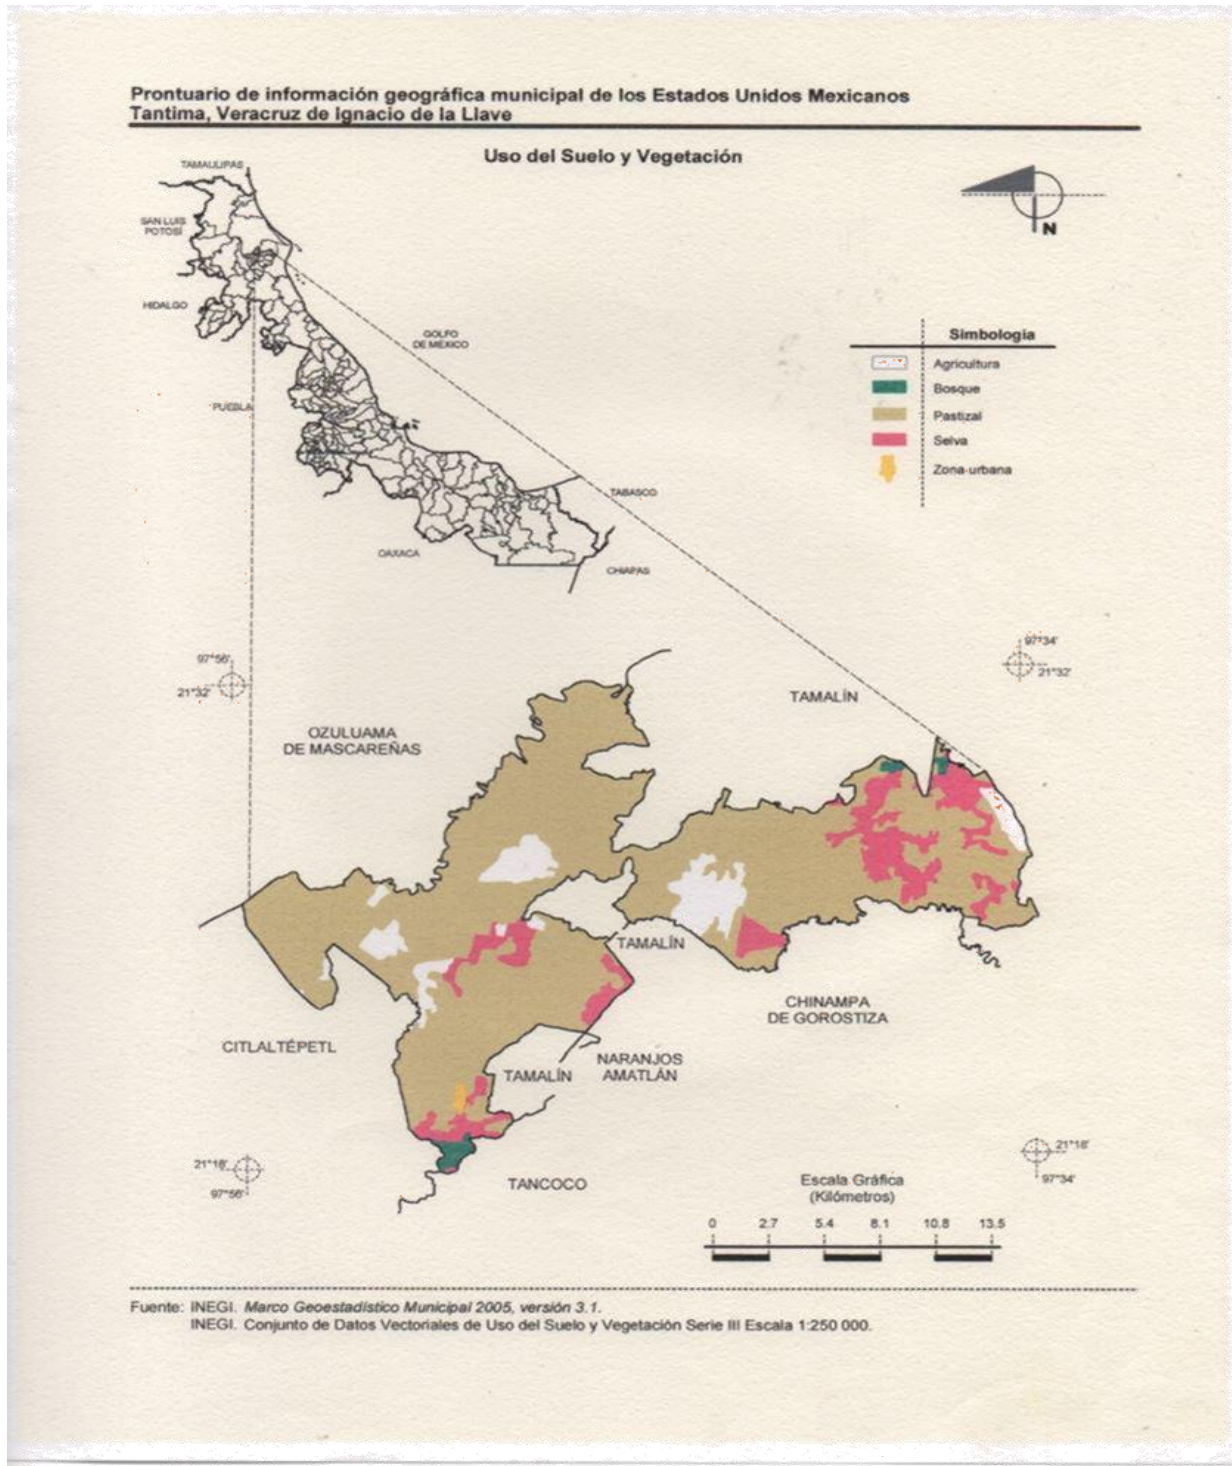 Prontuario de información geográfica municipal de los Estados Unidos Mexicanos
Tantima, Veracruz de Ignacio de la Llave
Uso del Suelo y Vegetación
TAMAULIPAS
SAN LUIS
POTOSÍ
HIDALGO
GOLFO
DE MÉXICO
PUEBLA
TABASCO
OAXACA
CHIAPAS
N
Simbología
Agricultura
Bosque
Pastizal
Selva
Zona urbana
97°56'
21°32'
97°34'
21°32'
TAMALÍN
OZULUAMA
DE MASCAREÑAS
TAMALÍN
CHINAMPA
DE GOROSTIZA
CITLALTÉPETL
NARANJOS
AMATLÁN
TAMALÍN
TANCOCO
21°18'
97°56'
21°18'
97°34'
Escala Gráfica
(Kilómetros)
0 2.7 5.4 8.1 10.8 13.5
Fuente: INEGI. Marco Geoestadístico Municipal 2005, versión 3.1.
INEGI. Conjunto de Datos Vectoriales de Uso del Suelo y Vegetación Serie III Escala 1:250 000.